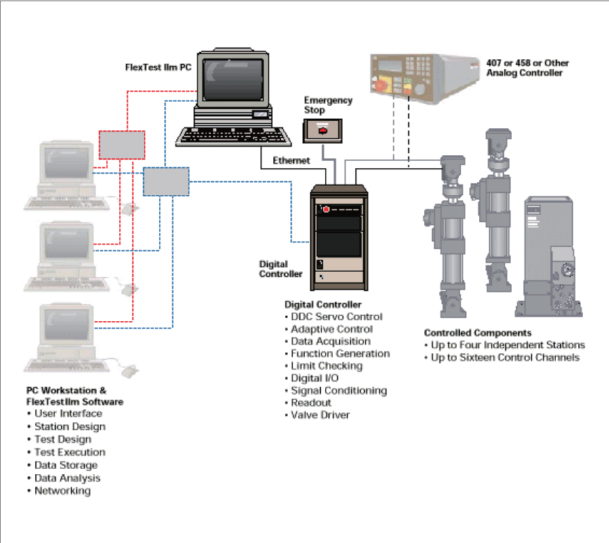 FlexTest IIm PC
407 or 458 or Other
Analog Controller
Emergency
Stop
Ethernet
Digital
Controller
Digital Controller
• DDC Servo Control
• Adaptive Control
• Data Acquisition
• Function Generation
• Limit Checking
• Digital I/O
• Signal Conditioning
• Readout
• Valve Driver
Controlled Components
• Up to Four Independent Stations
• Up to Sixteen Control Channels
PC Workstation &
FlexTestIIm Software
• User Interface
• Station Design
• Test Design
• Test Execution
• Data Storage
• Data Analysis
• Networking